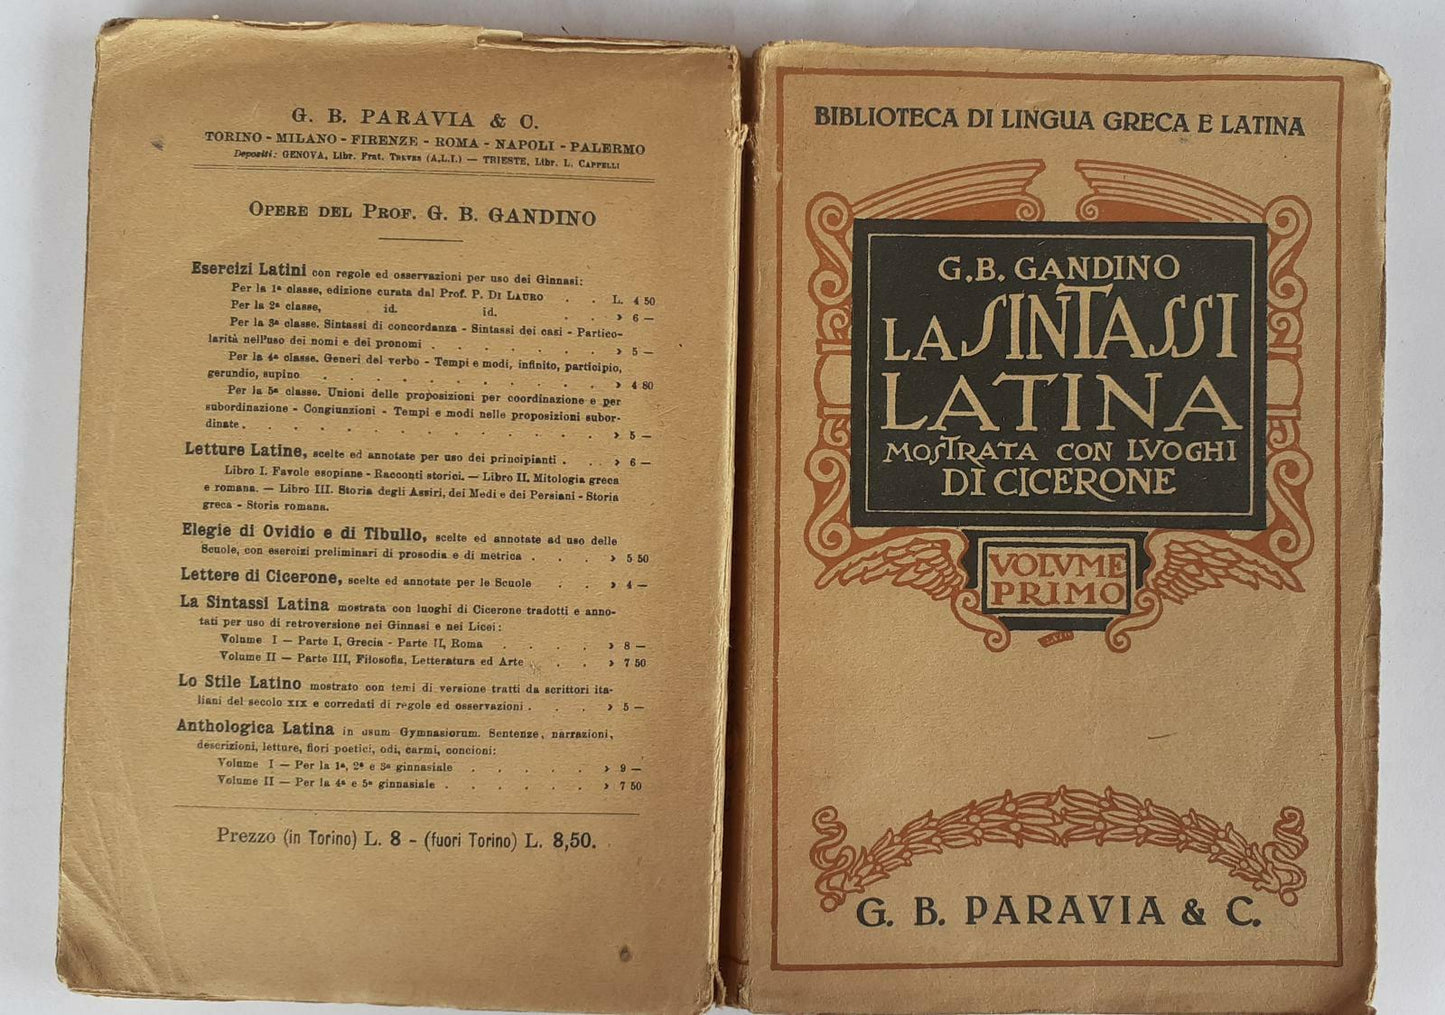 G. B. PARAVIA & C.
TORINO - MILANO - FIRENZE - ROMA - NAPOLI - PALERMO
Depositi: GENOVA, Libr. Frat. TREVES (A.L.I.) — TRIESTE, Libr. L. CAPPELLI
OPERE DEL PROF. G. B. GANDINO
Esercizi Latini con regole ed osservazioni per uso dei Ginnasi:
Per la 1ª classe, edizione curata dal Prof. P. DI LAURO . . L. 4 50
Per la 2ª classe, id. id. . . › 6 —
Per la 3ª classe. Sintassi di concordanza - Sintassi dei casi - Partico-
larità nell'uso dei nomi e dei pronomi . . . . . . . › 5 —
Per la 4ª classe. Generi del verbo - Tempi e modi, infinito, participio,
gerundio, supino . . . . . . . . . . . › 4 80
Per la 5ª classe. Unioni delle proposizioni per coordinazione e per
subordinazione - Congiunzioni - Tempi e modi nelle proposizioni subor-
dinate . . . . . . . . . . . . . . › 5 —
Letture Latine, scelte ed annotate per uso dei principianti . . . › 6 —
Libro I. Favole esopiane - Racconti storici. — Libro II. Mitologia greca
e romana. — Libro III. Storia degli Assiri, dei Medi e dei Persiani - Storia
greca - Storia romana.
Elegie di Ovidio e di Tibullo, scelte ed annotate ad uso delle
Scuole, con esercizi preliminari di prosodia e di metrica . . . › 5 50
Lettere di Cicerone, scelte ed annotate per le Scuole . . › 4 —
La Sintassi Latina mostrata con luoghi di Cicerone tradotti e anno-
tati per uso di retroversione nei Ginnasi e nei Licei:
Volume I — Parte I, Grecia - Parte II, Roma . . . . › 8 —
Volume II — Parte III, Filosofia, Letteratura ed Arte . . . › 7 50
Lo Stile Latino mostrato con temi di versione tratti da scrittori ita-
liani del secolo XIX e corredati di regole ed osservazioni . . . › 5 —
Anthologica Latina in usum Gymnasiorum. Sentenze, narrazioni,
descrizioni, letture, fiori poetici, odi, carmi, concioni:
Volume I — Per la 1ª, 2ª e 3ª ginnasiale . . . . . › 9 —
Volume II — Per la 4ª e 5ª ginnasiale . . . . . . › 7 50
Prezzo (in Torino) L. 8 - (fuori Torino) L. 8,50.
BIBLIOTECA DI LINGUA GRECA E LATINA
G.B. GANDINO
LA SINTASSI
LATINA
MOSTRATA CON LVOGHI
DI CICERONE
VOLVME
PRIMO
G. B. PARAVIA & C.